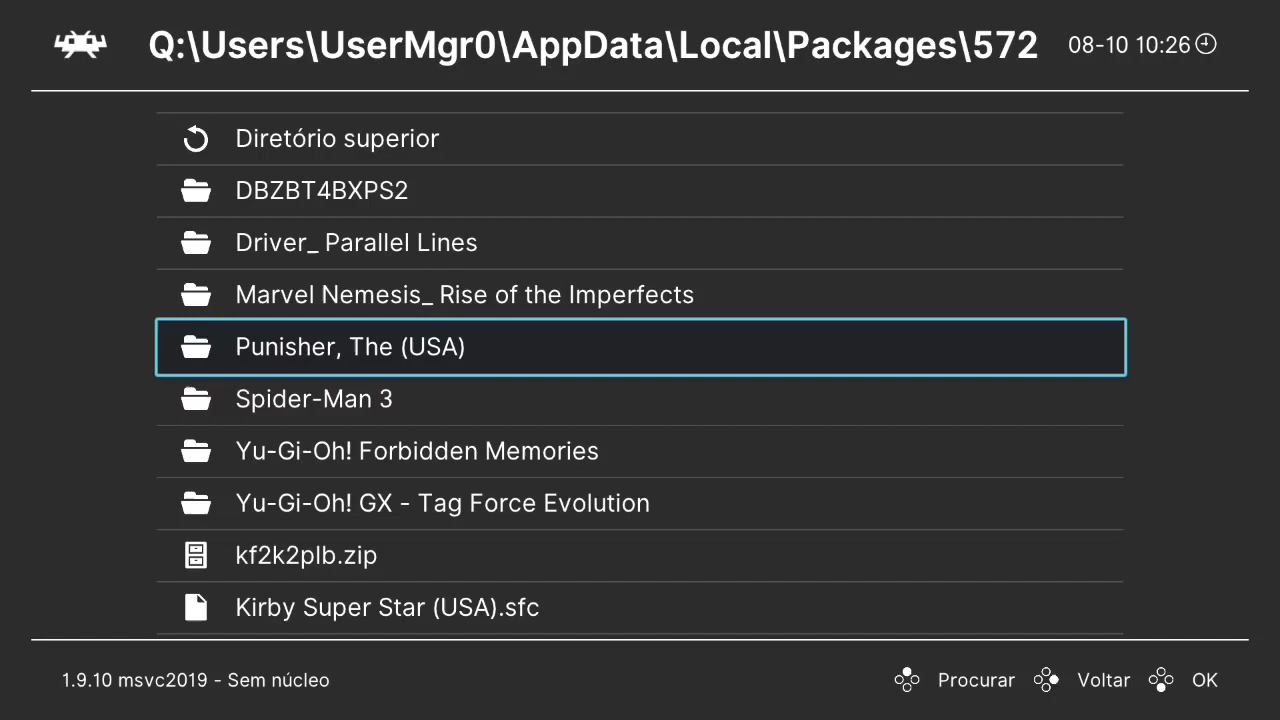 Q:\Users\UserMgr0\AppData\Local\Packages\572
08-10 10:26
Diretório superior
DBZBT4BXPS2
Driver_ Parallel Lines
Marvel Nemesis_ Rise of the Imperfects
Punisher, The (USA)
Spider-Man 3
Yu-Gi-Oh! Forbidden Memories
Yu-Gi-Oh! GX - Tag Force Evolution
kf2k2plb.zip
Kirby Super Star (USA).sfc
1.9.10 msvc2019 - Sem núcleo
Procurar
Voltar
OK